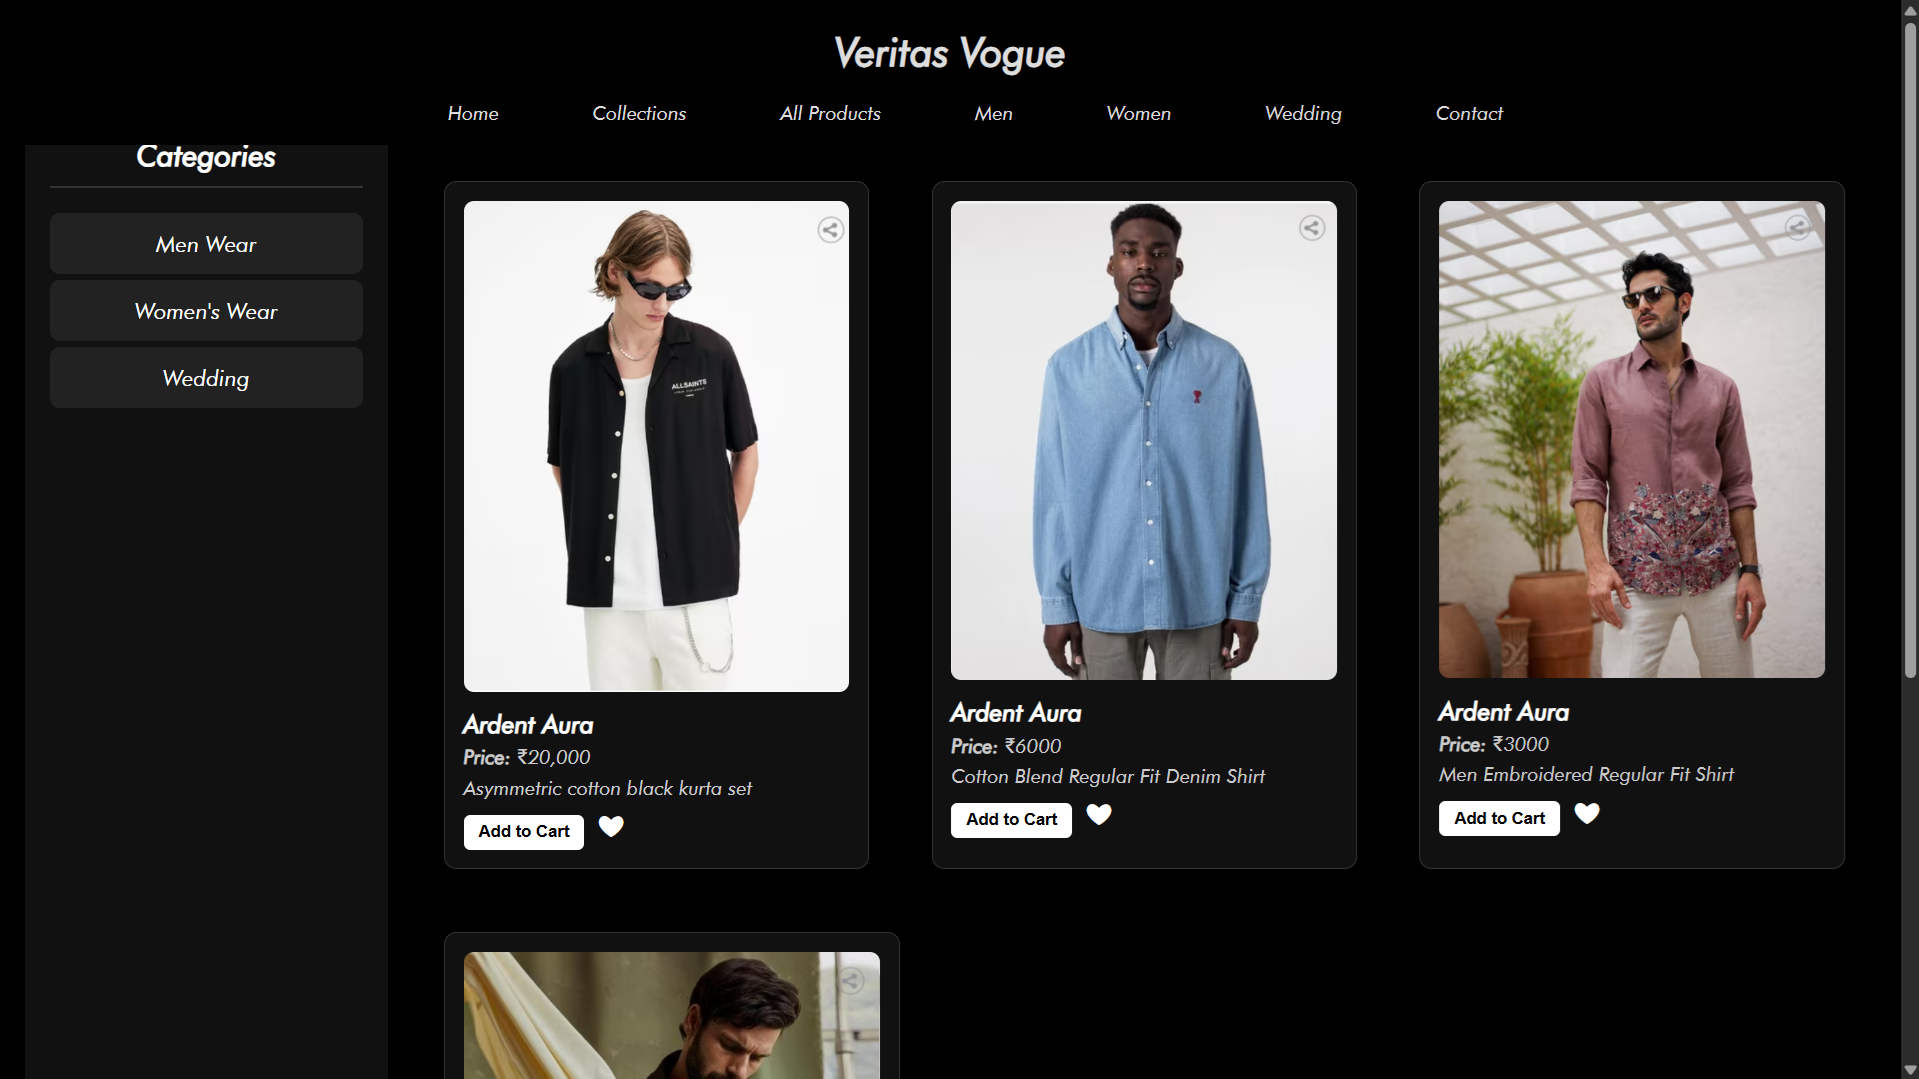 Veritas Vogue
Home Collections All Products Men Women Wedding Contact
Categories
Men Wear
Women's Wear
Wedding
ALLSAINTS
Ardent Aura
Price: ₹20,000
Asymmetric cotton black kurta set
Add to Cart
Ardent Aura
Price: ₹6000
Cotton Blend Regular Fit Denim Shirt
Add to Cart
Ardent Aura
Price: ₹3000
Men Embroidered Regular Fit Shirt
Add to Cart